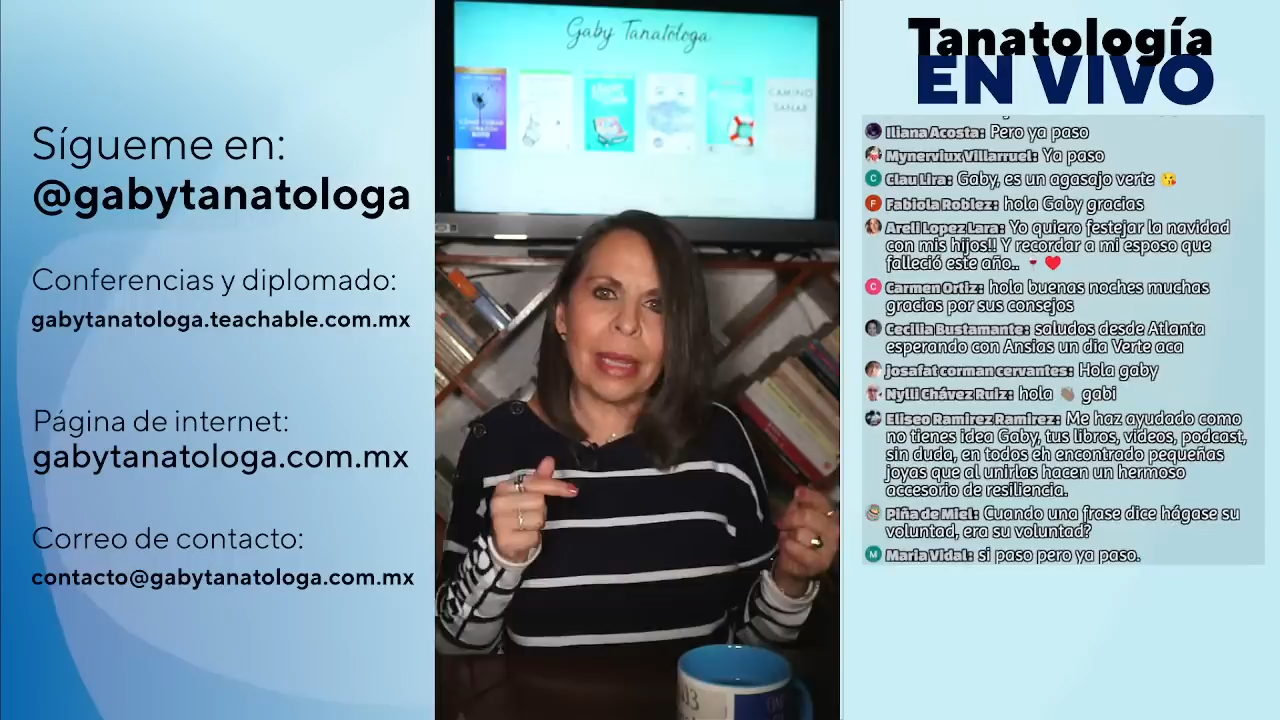 Sígueme en:
@gabytanatologa
Conferencias y diplomado:
gabytanatologa.teachable.com.mx
Página de internet:
gabytanatologa.com.mx
Correo de contacto:
contacto@gabytanatologa.com.mx
Gaby Tanatóloga
CAMINO
SANAR
Tanatología
EN VIVO
Iliana Acosta: Pero ya paso
Mynerviux Villarruel: Ya paso
Clau Lira: Gaby, es un agasajo verte 😘
Fabiola Roblez: hola Gaby gracias
Areli Lopez Lara: Yo quiero festejar la navidad
con mis hijos!! Y recordar a mi esposo que
falleció este año.. 🍷♥️
Carmen Ortiz: hola buenas noches muchas
gracias por sus consejos
Cecilia Bustamante: saludos desde Atlanta
esperando con Ansias un dia Verte aca
josafat corman cervantes: Hola gaby
Nylli Chávez Ruiz: hola 👋🏽 gabi
Eliseo Ramirez Ramirez: Me haz ayudado como
no tienes idea Gaby, tus libros, videos, podcast,
sin duda, en todos eh encontrado pequeñas
joyas que al unirlas hacen un hermoso
accesorio de resiliencia.
Piña de Miel: Cuando una frase dice hágase su
voluntad, era su voluntad?
Maria Vidal: si paso pero ya paso.